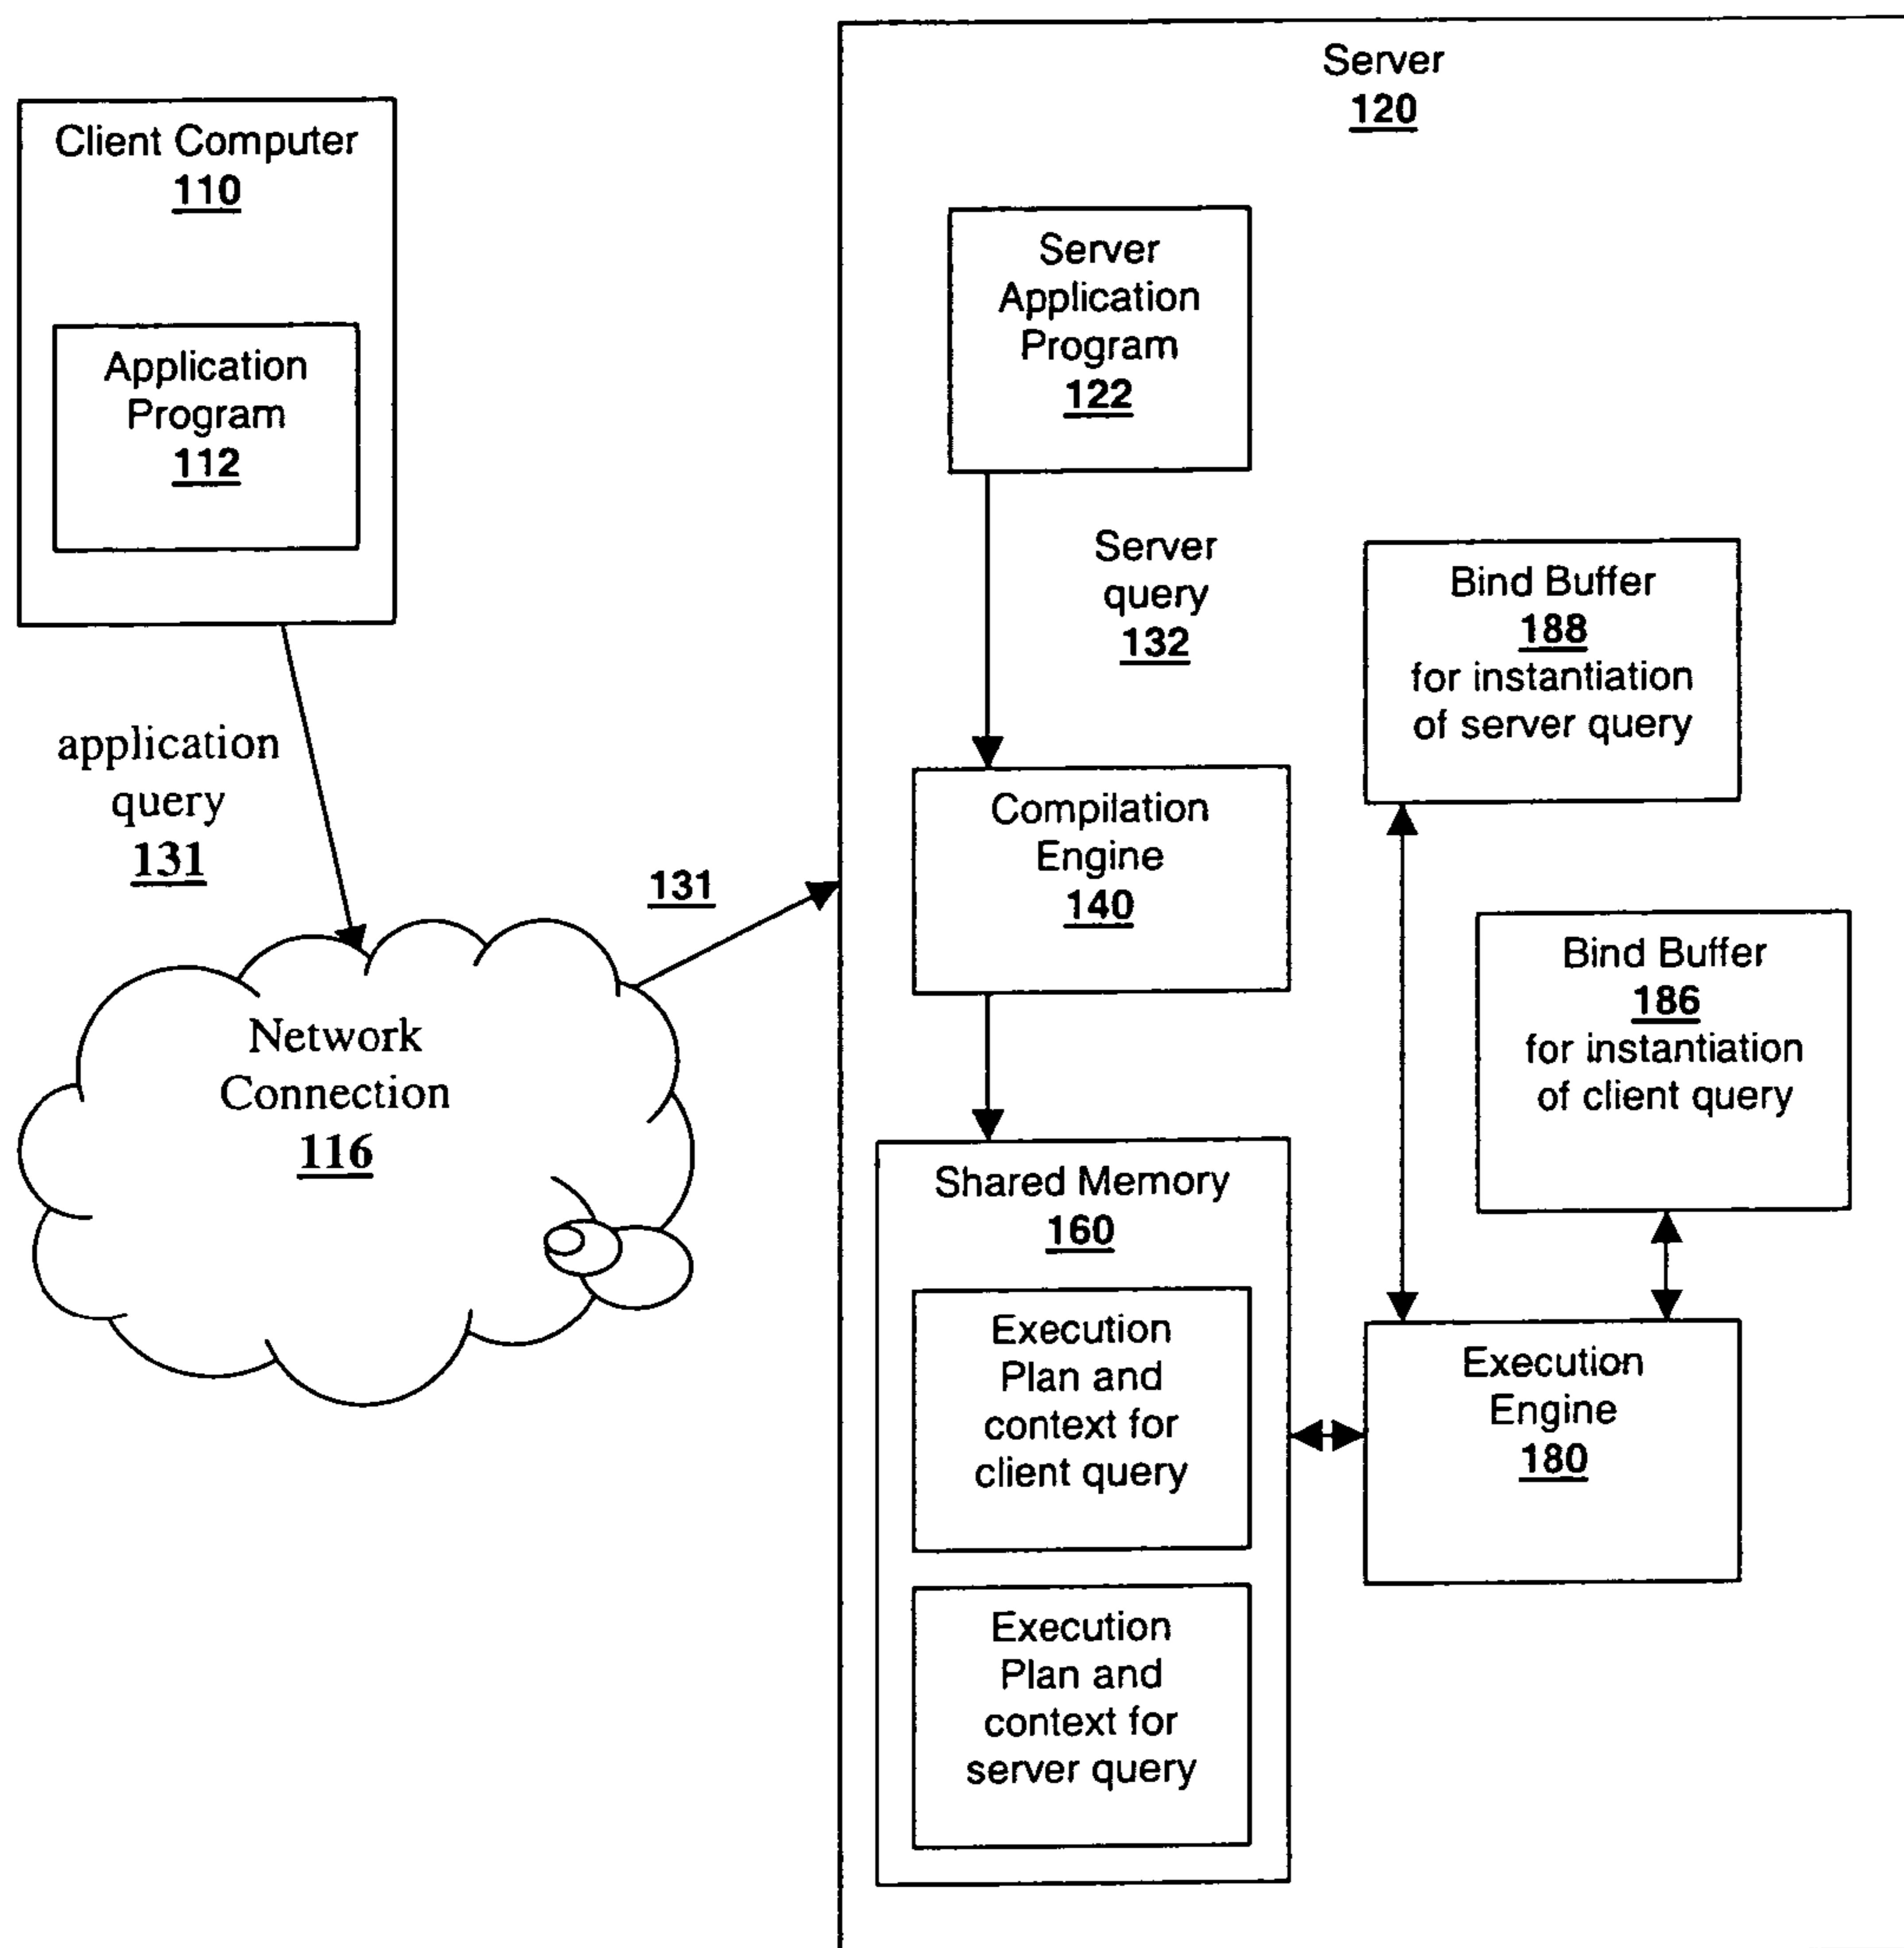 Server
120
Client Computer
110
Application
Program
112
Server
Application
Program
122
Server
query
132
Bind Buffer
188
for instantiation
of server query
application
query
131
131
Compilation
Engine
140
Bind Buffer
186
for instantiation
of client query
Network
Connection
116
Shared Memory
160
Execution
Plan and
context for
client query
Execution
Engine
180
Execution
Plan and
context for
server query